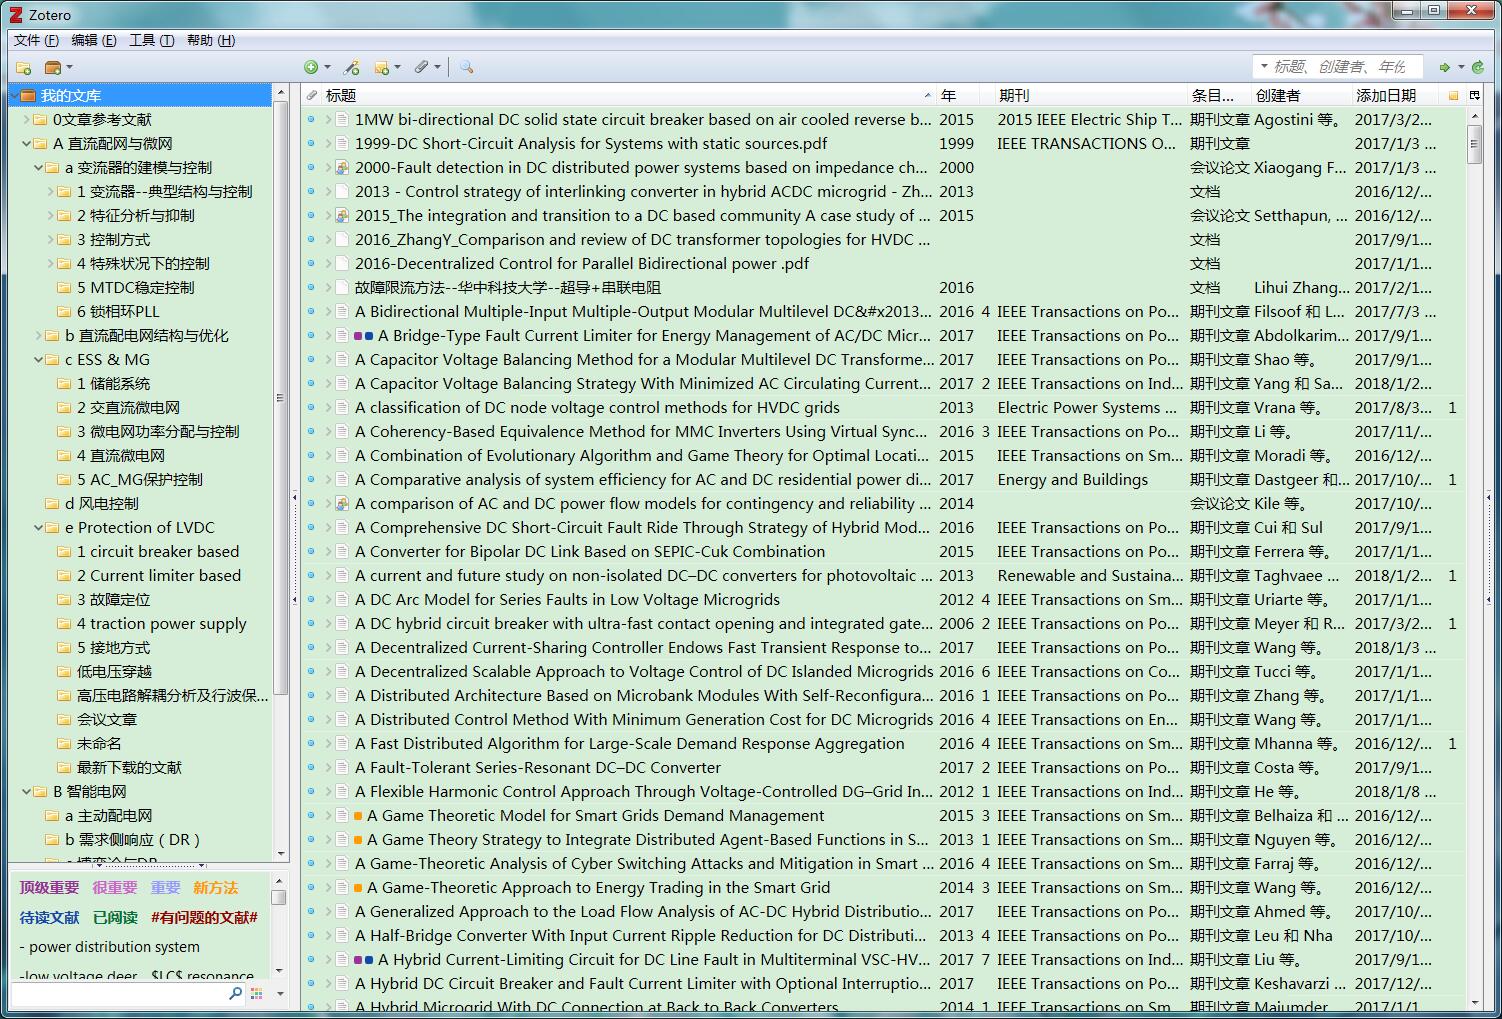 Zotero
文件 (F) 编辑 (E) 工具 (T) 帮助 (H)
标题、创建者、年份
我的文库
0文章参考文献
A 直流配网与微网
a 变流器的建模与控制
1 变流器--典型结构与控制
2 特征分析与抑制
3 控制方式
4 特殊状况下的控制
5 MTDC稳定控制
6 锁相环PLL
b 直流配电网结构与优化
c ESS & MG
1 储能系统
2 交直流微电网
3 微电网功率分配与控制
4 直流微电网
5 AC_MG保护控制
d 风电控制
e Protection of LVDC
1 circuit breaker based
2 Current limiter based
3 故障定位
4 traction power supply
5 接地方式
低电压穿越
高压电路解耦分析及行波保...
会议文章
未命名
最新下载的文献
B 智能电网
a 主动配电网
b 需求侧响应（DR）
顶级重要 很重要 重要 新方法
待读文献 已阅读 #有问题的文献#
- power distribution system
-low voltage deer... $LC$ resonance
标题 年 期刊 条目... 创建者 添加日期
1MW bi-directional DC solid state circuit breaker based on air cooled reverse b... 2015 2015 IEEE Electric Ship T... 期刊文章 Agostini 等。 2017/3/2...
1999-DC Short-Circuit Analysis for Systems with static sources.pdf 1999 IEEE TRANSACTIONS O... 期刊文章 2017/1/3 ...
2000-Fault detection in DC distributed power systems based on impedance ch... 2000 会议论文 Xiaogang F... 2017/1/3 ...
2013 - Control strategy of interlinking converter in hybrid ACDC microgrid - Zh... 2013 文档 2016/12/...
2015_The integration and transition to a DC based community A case study of ... 2015 会议论文 Setthapun, ... 2016/12/...
2016_ZhangY_Comparison and review of DC transformer topologies for HVDC ... 文档 2017/9/1...
2016-Decentralized Control for Parallel Bidirectional power .pdf 文档 2017/1/1...
故障限流方法--华中科技大学--超导+串联电阻 2016 文档 Lihui Zhang... 2017/2/1...
A Bidirectional Multiple-Input Multiple-Output Modular Multilevel DC&#x2013... 2016 4 IEEE Transactions on Po... 期刊文章 Filsoof 和 L... 2017/7/3 ...
A Bridge-Type Fault Current Limiter for Energy Management of AC/DC Micr... 2017 IEEE Transactions on Po... 期刊文章 Abdolkarim... 2017/9/1...
A Capacitor Voltage Balancing Method for a Modular Multilevel DC Transforme... 2017 IEEE Transactions on Po... 期刊文章 Shao 等。 2017/9/1...
A Capacitor Voltage Balancing Strategy With Minimized AC Circulating Current... 2017 2 IEEE Transactions on Ind... 期刊文章 Yang 和 Sa... 2018/1/2...
A classification of DC node voltage control methods for HVDC grids 2013 Electric Power Systems ... 期刊文章 Vrana 等。 2017/8/3... 1
A Coherency-Based Equivalence Method for MMC Inverters Using Virtual Sync... 2016 3 IEEE Transactions on Po... 期刊文章 Li 等。 2017/11/...
A Combination of Evolutionary Algorithm and Game Theory for Optimal Locati... 2015 IEEE Transactions on Sm... 期刊文章 Moradi 等。 2016/12/...
A Comparative analysis of system efficiency for AC and DC residential power di... 2017 Energy and Buildings 期刊文章 Dastgeer 和... 2017/10/... 1
A comparison of AC and DC power flow models for contingency and reliability ... 2014 会议论文 Kile 等。 2017/10/...
A Comprehensive DC Short-Circuit Fault Ride Through Strategy of Hybrid Mod... 2016 IEEE Transactions on Po... 期刊文章 Cui 和 Sul 2017/9/1...
A Converter for Bipolar DC Link Based on SEPIC-Cuk Combination 2015 IEEE Transactions on Po... 期刊文章 Ferrera 等。 2017/1/1...
A current and future study on non-isolated DC–DC converters for photovoltaic ... 2013 Renewable and Sustaina... 期刊文章 Taghvaee ... 2018/1/2... 1
A DC Arc Model for Series Faults in Low Voltage Microgrids 2012 4 IEEE Transactions on Sm... 期刊文章 Uriarte 等。 2017/1/1...
A DC hybrid circuit breaker with ultra-fast contact opening and integrated gate... 2006 2 IEEE Transactions on Po... 期刊文章 Meyer 和 R... 2017/3/2... 1
A Decentralized Current-Sharing Controller Endows Fast Transient Response to... 2017 IEEE Transactions on Po... 期刊文章 Wang 等。 2018/1/3 ...
A Decentralized Scalable Approach to Voltage Control of DC Islanded Microgrids 2016 6 IEEE Transactions on Co... 期刊文章 Tucci 等。 2017/1/1...
A Distributed Architecture Based on Microbank Modules With Self-Reconfigura... 2016 1 IEEE Transactions on Po... 期刊文章 Zhang 等。 2017/1/1...
A Distributed Control Method With Minimum Generation Cost for DC Microgrids 2016 4 IEEE Transactions on En... 期刊文章 Wang 等。 2017/1/1...
A Fast Distributed Algorithm for Large-Scale Demand Response Aggregation 2016 4 IEEE Transactions on Sm... 期刊文章 Mhanna 等。 2016/12/... 1
A Fault-Tolerant Series-Resonant DC–DC Converter 2017 2 IEEE Transactions on Po... 期刊文章 Costa 等。 2017/9/1...
A Flexible Harmonic Control Approach Through Voltage-Controlled DG–Grid In... 2012 1 IEEE Transactions on Ind... 期刊文章 He 等。 2018/1/8 ...
A Game Theoretic Model for Smart Grids Demand Management 2015 3 IEEE Transactions on Sm... 期刊文章 Belhaiza 和 ... 2016/12/...
A Game Theory Strategy to Integrate Distributed Agent-Based Functions in S... 2013 1 IEEE Transactions on Sm... 期刊文章 Nguyen 等。 2016/12/...
A Game-Theoretic Analysis of Cyber Switching Attacks and Mitigation in Smart ... 2016 4 IEEE Transactions on Sm... 期刊文章 Farraj 等。 2016/12/...
A Game-Theoretic Approach to Energy Trading in the Smart Grid 2014 3 IEEE Transactions on Sm... 期刊文章 Wang 等。 2016/12/...
A Generalized Approach to the Load Flow Analysis of AC-DC Hybrid Distributio... 2017 IEEE Transactions on Po... 期刊文章 Ahmed 等。 2017/10/...
A Half-Bridge Converter With Input Current Ripple Reduction for DC Distributi... 2013 4 IEEE Transactions on Po... 期刊文章 Leu 和 Nha 2017/10/...
A Hybrid Current-Limiting Circuit for DC Line Fault in Multiterminal VSC-HV... 2017 7 IEEE Transactions on Ind... 期刊文章 Liu 等。 2017/9/1...
A Hybrid DC Circuit Breaker and Fault Current Limiter with Optional Interruptio... 2017 IEEE Transactions on Po... 期刊文章 Keshavarzi ... 2017/12/...
A Hybrid Microgrid With DC Connection at Back to Back Converters 2014 1 IEEE Transactions on Sm... 期刊文章 Majumder 2017/1/1...